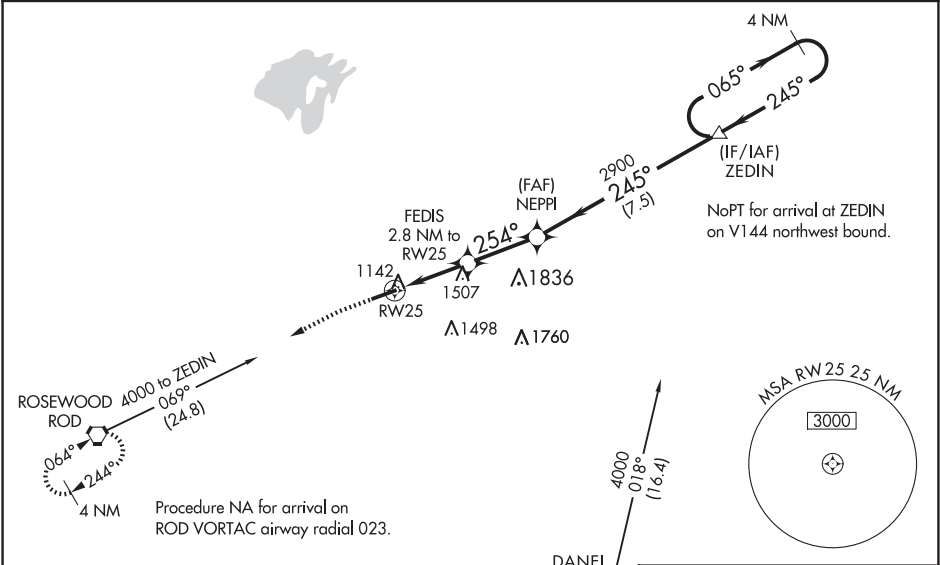 4 NM
065°
245°
(IF/IAF)
ZEDIN
2900
245°
(7.5)
NoPT for arrival at ZEDIN
on V144 northwest bound.
(FAF)
NEPPI
FEDIS
2.8 NM to
RW25
254°
1142
1507
1836
RW25
1498
1760
MSA RW25 25 NM
3000
4000 to ZEDIN
069°
(24.8)
ROSEWOOD
ROD
064°
244°
4 NM
Procedure NA for arrival on
ROD VORTAC airway radial 023.
4000
018°
(16.4)